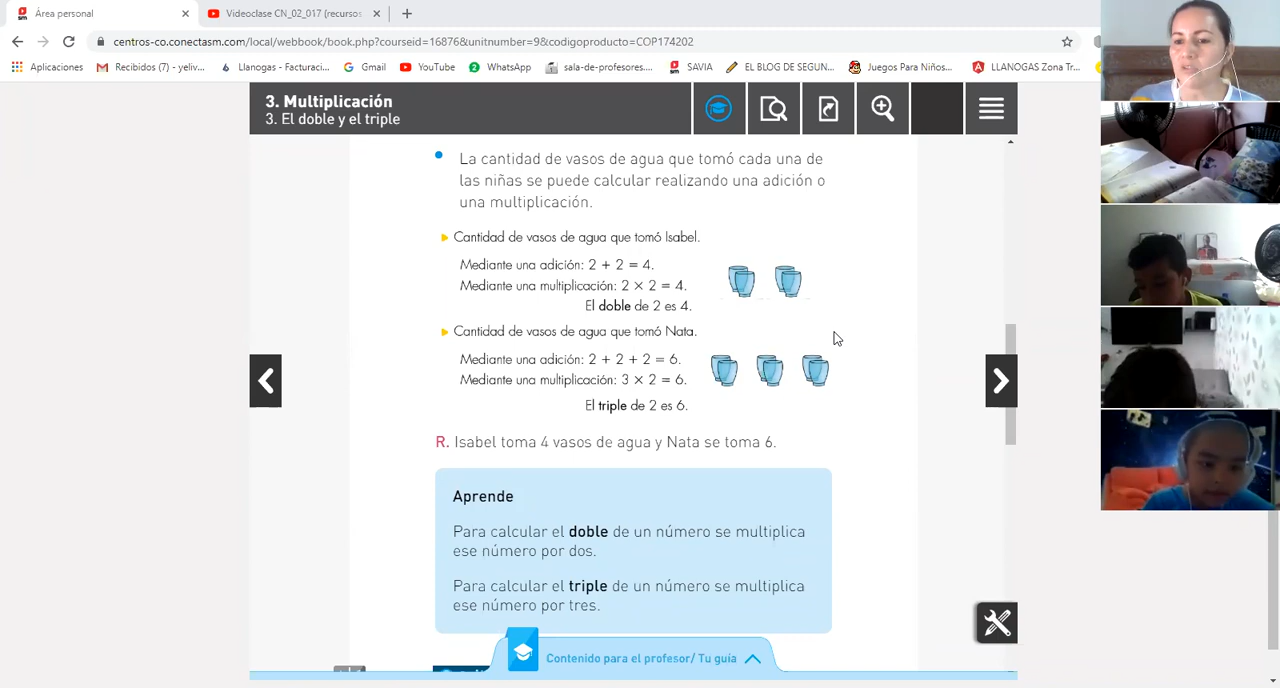 Área personal
Videoclase CN_02_017 (recursos
centros-co.conectasm.com/local/webbook/book.php?courseid=16876&unitnumber=9&codigoproducto=COP174202
Aplicaciones
Recibidos (7) - yeliv...
Llanogas - Facturaci...
Gmail
YouTube
WhatsApp
sala-de-profesores....
SAVIA
EL BLOG DE SEGUN...
Juegos Para Niños...
LLANOGAS Zona Tr...
3. Multiplicación
3. El doble y el triple
La cantidad de vasos de agua que tomó cada una de
las niñas se puede calcular realizando una adición o
una multiplicación.
Cantidad de vasos de agua que tomó Isabel.
Mediante una adición: 2 + 2 = 4.
Mediante una multiplicación: 2 × 2 = 4.
El doble de 2 es 4.
Cantidad de vasos de agua que tomó Nata.
Mediante una adición: 2 + 2 + 2 = 6.
Mediante una multiplicación: 3 × 2 = 6.
El triple de 2 es 6.
R. Isabel toma 4 vasos de agua y Nata se toma 6.
Aprende
Para calcular el doble de un número se multiplica
ese número por dos.
Para calcular el triple de un número se multiplica
ese número por tres.
Contenido para el profesor/ Tu guía